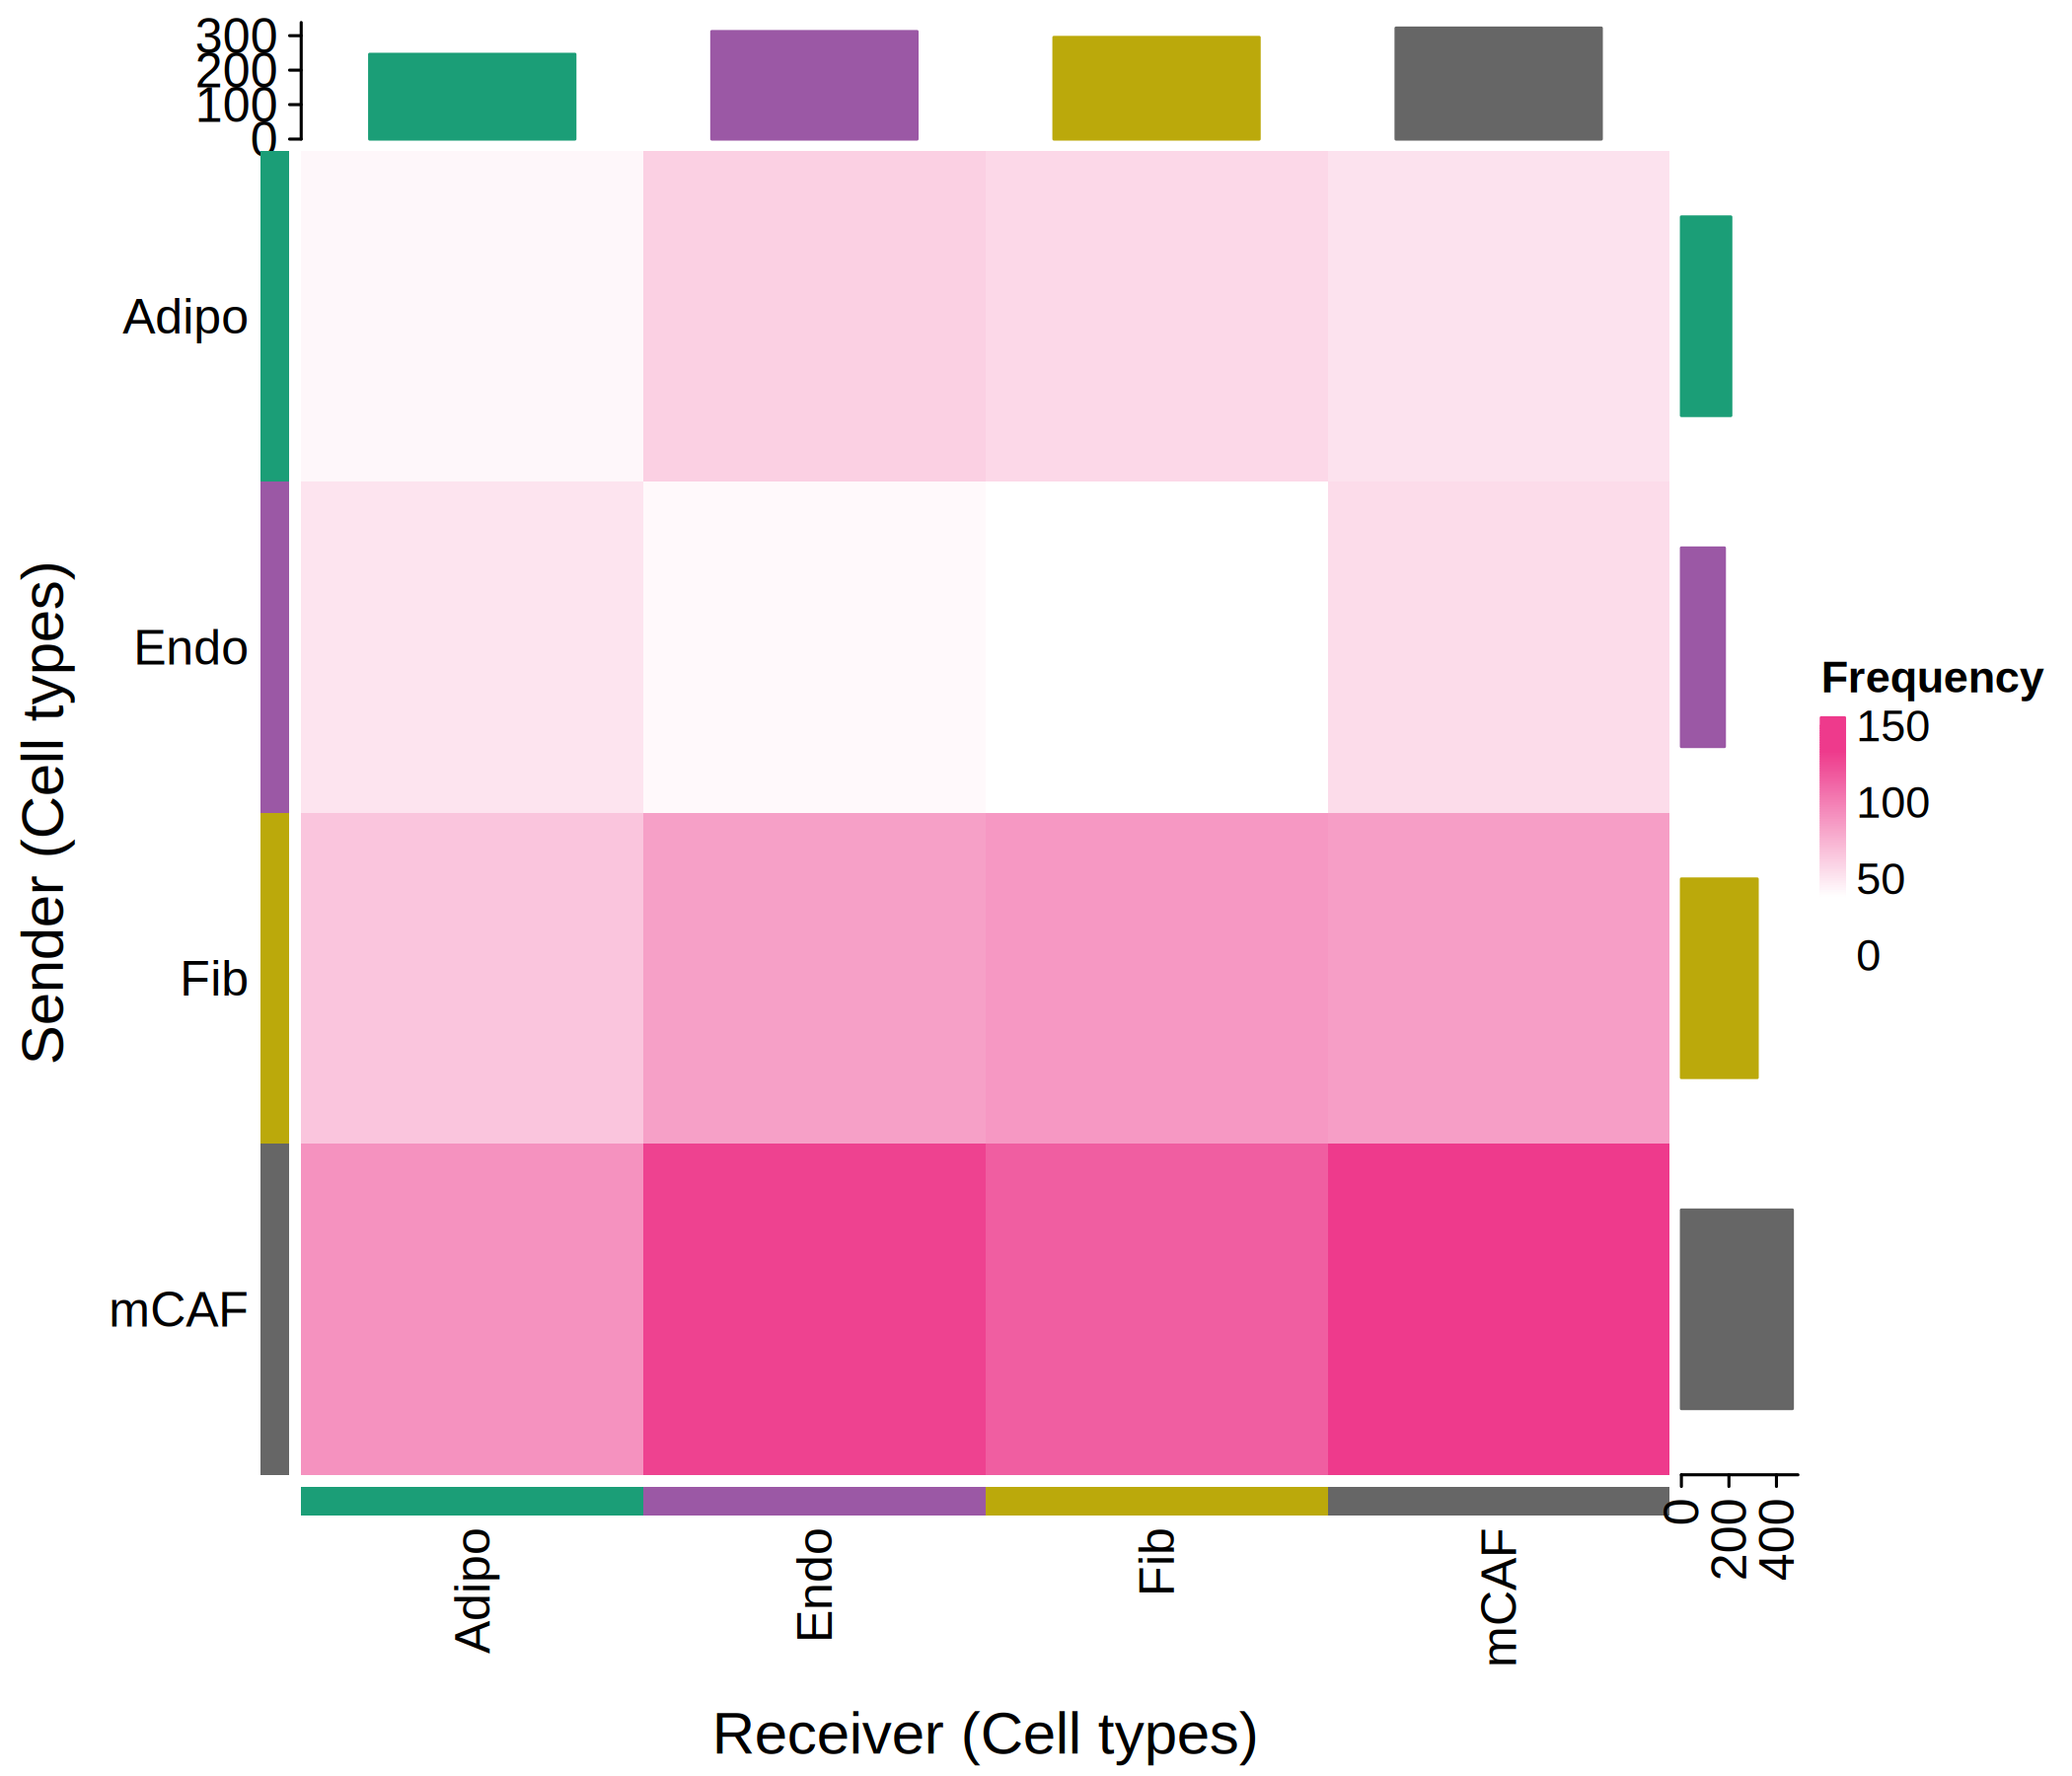 300
200
100
0
Adipo
Endo
Fib
mCAF
Sender (Cell types)
Frequency
150
100
50
0
0
200
400
Adipo
Endo
Fib
mCAF
Receiver (Cell types)